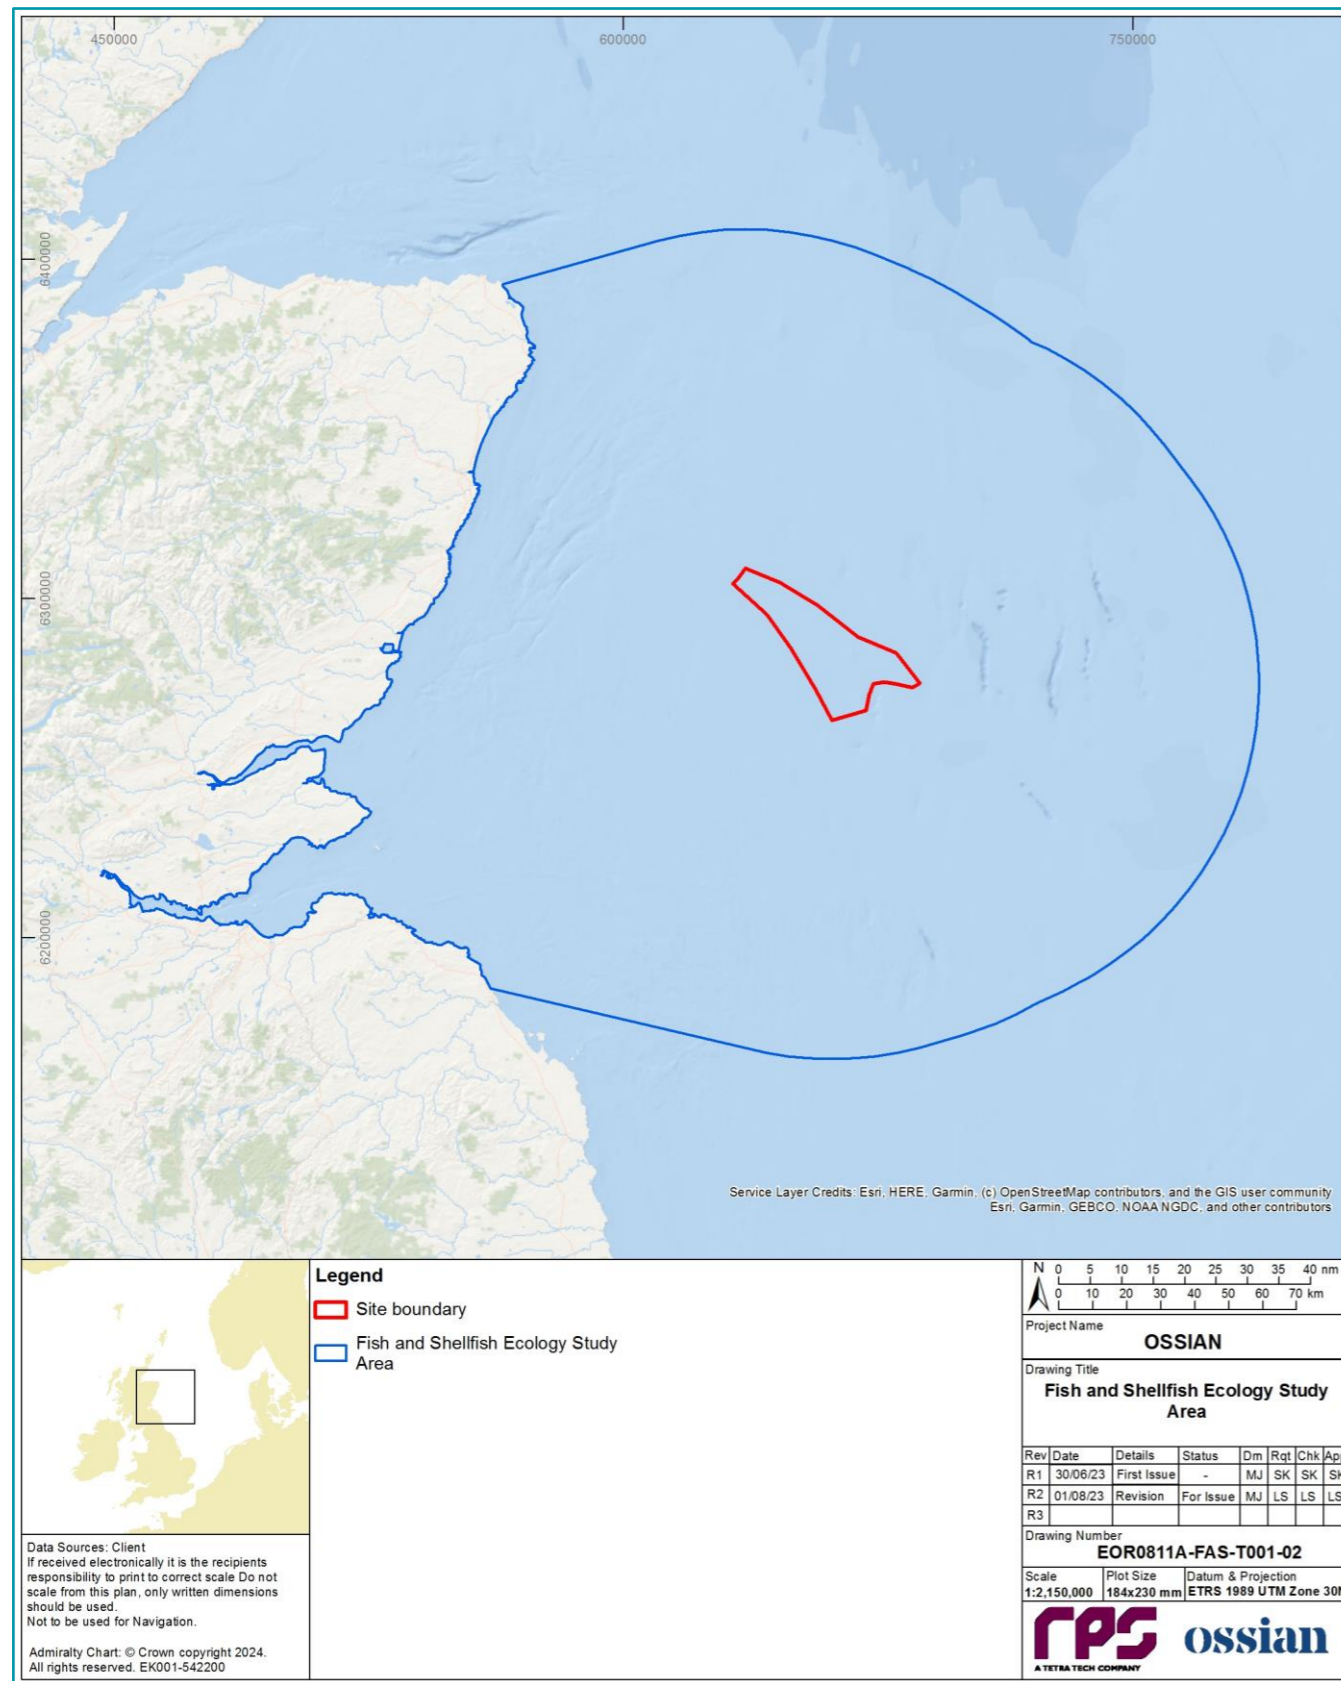 450000
600000
750000
6400000
6300000
6200000
Service Layer Credits: Esri, HERE, Garmin, (c) OpenStreetMap contributors, and the GIS user community
Esri, Garmin, GEBCO, NOAA NGDC, and other contributors
Legend
Site boundary
Fish and Shellfish Ecology Study
Area
N 0 5 10 15 20 25 30 35 40 nm
0 10 20 30 40 50 60 70 km
Project Name
OSSIAN
Drawing Title
Fish and Shellfish Ecology Study
Area
Rev Date Details Status Drn Rqt Chk Ap
R1 30/06/23 First Issue - MJ SK SK SK
R2 01/08/23 Revision For Issue MJ LS LS LS
R3
Drawing Number
EOR0811A-FAS-T001-02
Scale Plot Size Datum & Projection
1:2,150,000 184x230 mm ETRS 1989 UTM Zone 30N
rps
A TETRA TECH COMPANY
ossian
Data Sources: Client
If received electronically it is the recipients
responsibility to print to correct scale Do not
scale from this plan, only written dimensions
should be used.
Not to be used for Navigation.
Admiralty Chart: © Crown copyright 2024.
All rights reserved. EK001-542200